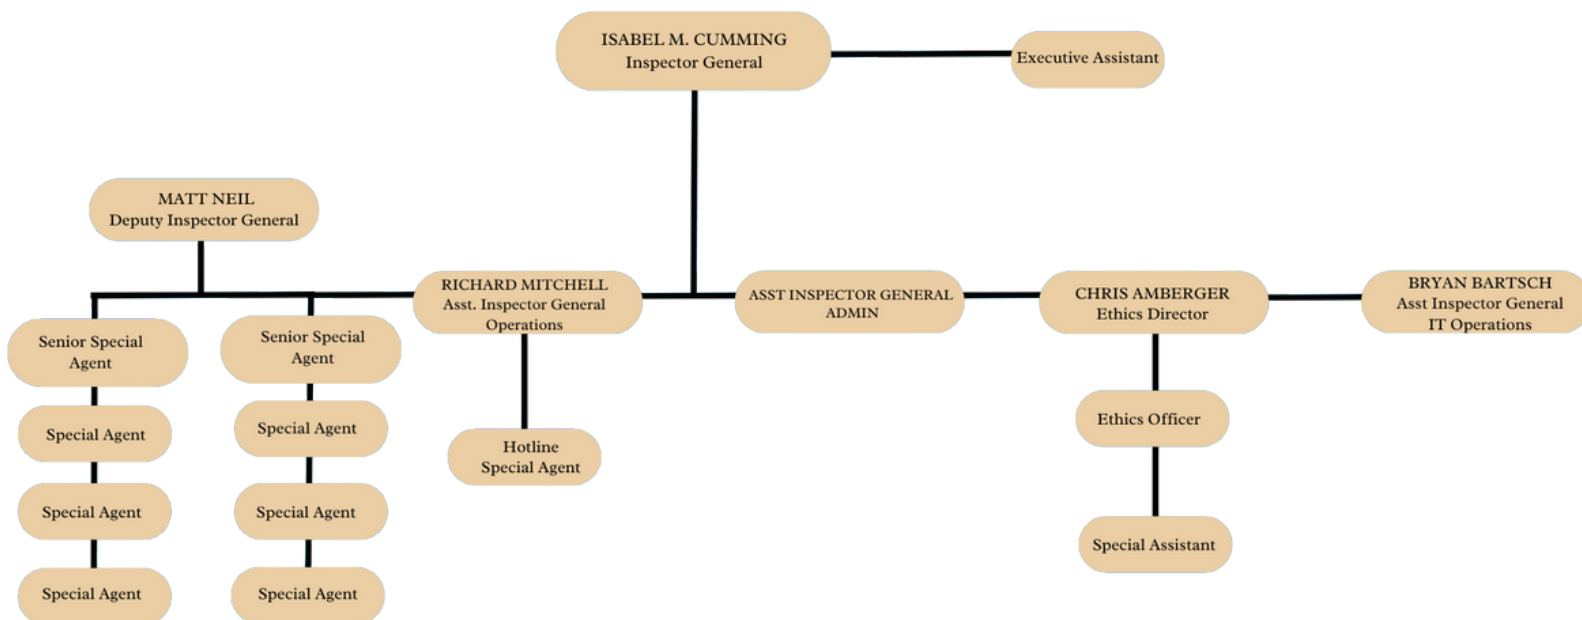 ISABEL M. CUMMING
Inspector General
Executive Assistant
MATT NEIL
Deputy Inspector General
RICHARD MITCHELL
Asst. Inspector General
Operations
ASST INSPECTOR GENERAL
ADMIN
CHRIS AMBERGER
Ethics Director
BRYAN BARTSCH
Asst Inspector General
IT Operations
Senior Special
Agent
Senior Special
Agent
Special Agent
Special Agent
Hotline
Special Agent
Ethics Officer
Special Agent
Special Agent
Special Assistant
Special Agent
Special Agent